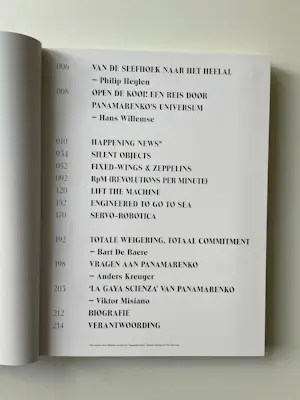 006 VAN DE SEEFHOEK NAAR HET HEELAL
– Philip Heylen
008 OPEN DE KOOI! EEN REIS DOOR
PANAMARENKO'S UNIVERSUM
– Hans Willemse
010 HAPPENING NEWS"
034 SILENT OBJECTS
052 FIXED-WINGS & ZEPPELINS
092 RpM (REVOLUTIONS PER MINUTE)
120 LIFT THE MACHINE
142 ENGINEERED TO GO TO SEA
170 SERVO-ROBOTICA
192 TOTALE WEIGERING, TOTAAL COMMITMENT
– Bart De Baere
198 VRAGEN AAN PANAMARENKO
– Anders Kreuger
203 'LA GAYA SCIENZA' VAN PANAMARENKO
– Viktor Misiano
212 BIOGRAFIE
214 VERANTWOORDING